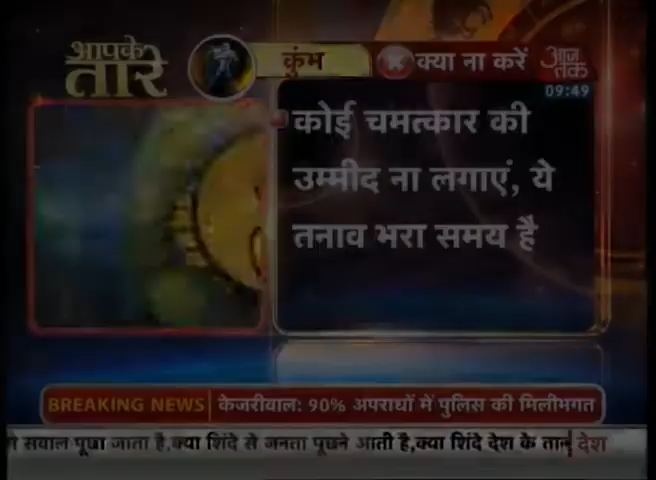 आपके
तारे
कुंभ
क्या ना करें
आज
तक
09:49
कोई चमत्कार की
उम्मीद ना लगाएं, ये
तनाव भरा समय है
BREAKING NEWS
केजरीवाल: 90% अपराधों में पुलिस की मिलीभगत
सवाल पूछा जाता है,क्या शिंदे से जनता पूछने आती है,क्या शिंदे देश के
देश